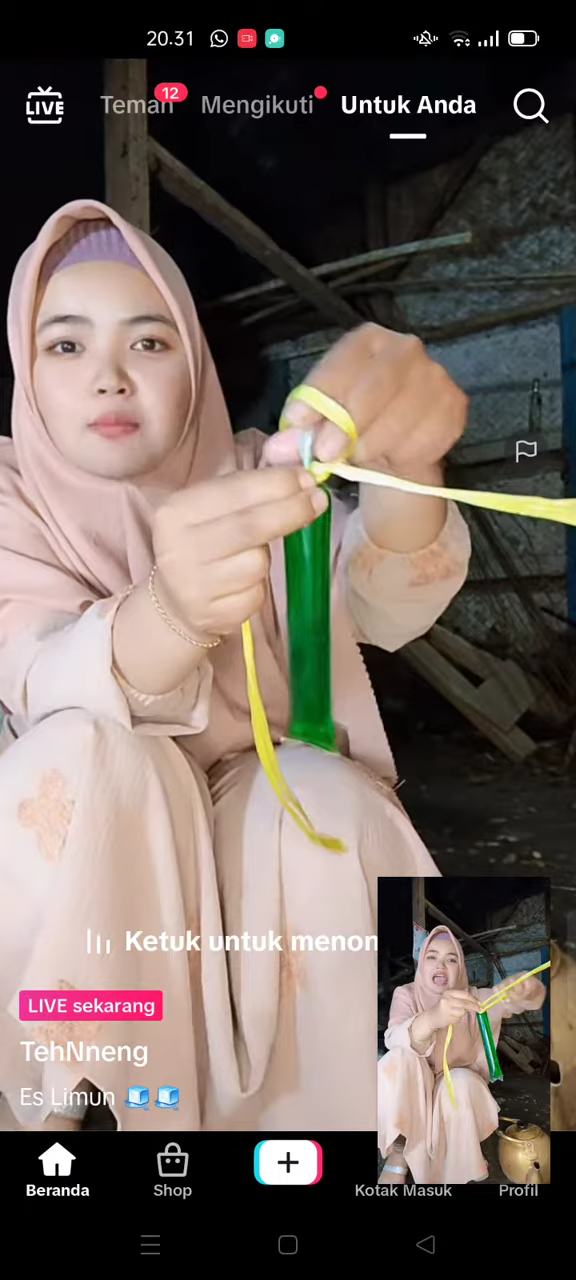 20.31
LIVE
Teman
12
Mengikuti
Untuk Anda
Ketuk untuk menon
LIVE sekarang
TehNneng
Es Limun
Beranda
Shop
Kotak Masuk
Profil